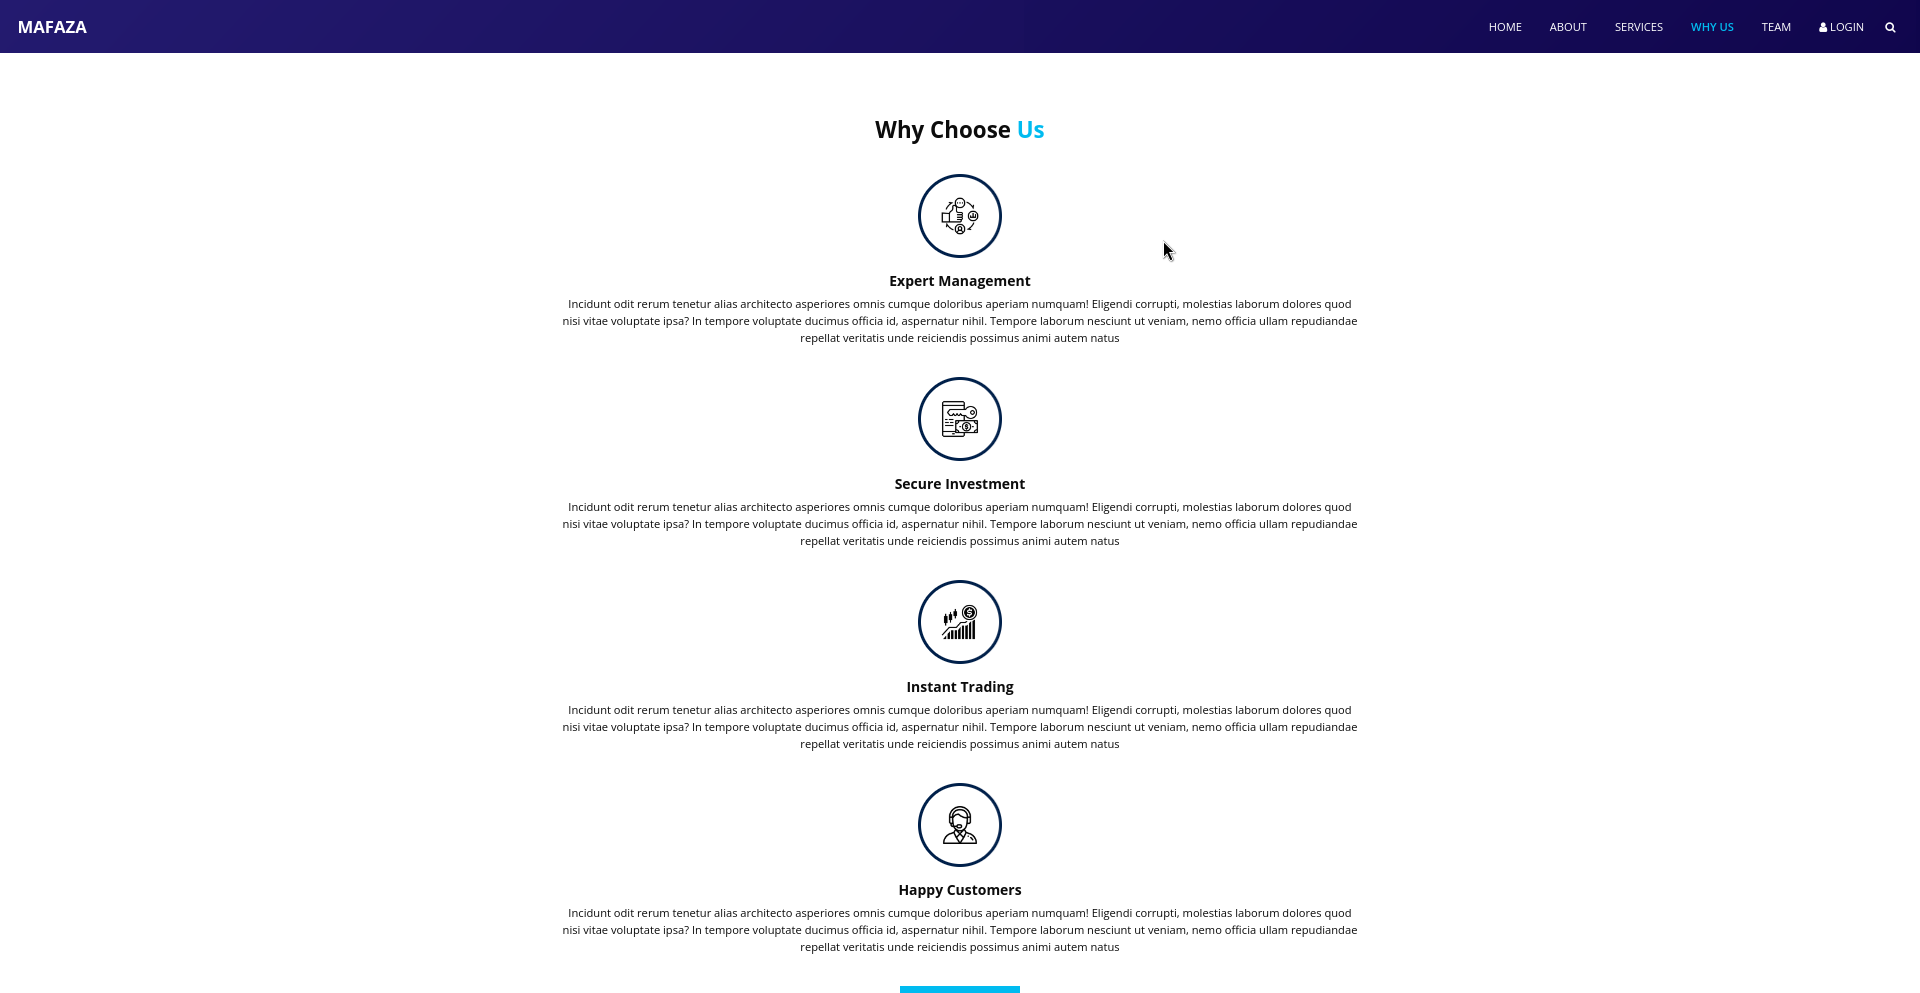 MAFAZA
HOME ABOUT SERVICES WHY US TEAM LOGIN
Why Choose Us
Expert Management
Incidunt odit rerum tenetur alias architecto asperiores omnis cumque doloribus aperiam numquam! Eligendi corrupti, molestias laborum dolores quod
nisi vitae voluptate ipsa? In tempore voluptate ducimus officia id, aspernatur nihil. Tempore laborum nesciunt ut veniam, nemo officia ullam repudiandae
repellat veritatis unde reiciendis possimus animi autem natus
Secure Investment
Incidunt odit rerum tenetur alias architecto asperiores omnis cumque doloribus aperiam numquam! Eligendi corrupti, molestias laborum dolores quod
nisi vitae voluptate ipsa? In tempore voluptate ducimus officia id, aspernatur nihil. Tempore laborum nesciunt ut veniam, nemo officia ullam repudiandae
repellat veritatis unde reiciendis possimus animi autem natus
Instant Trading
Incidunt odit rerum tenetur alias architecto asperiores omnis cumque doloribus aperiam numquam! Eligendi corrupti, molestias laborum dolores quod
nisi vitae voluptate ipsa? In tempore voluptate ducimus officia id, aspernatur nihil. Tempore laborum nesciunt ut veniam, nemo officia ullam repudiandae
repellat veritatis unde reiciendis possimus animi autem natus
Happy Customers
Incidunt odit rerum tenetur alias architecto asperiores omnis cumque doloribus aperiam numquam! Eligendi corrupti, molestias laborum dolores quod
nisi vitae voluptate ipsa? In tempore voluptate ducimus officia id, aspernatur nihil. Tempore laborum nesciunt ut veniam, nemo officia ullam repudiandae
repellat veritatis unde reiciendis possimus animi autem natus